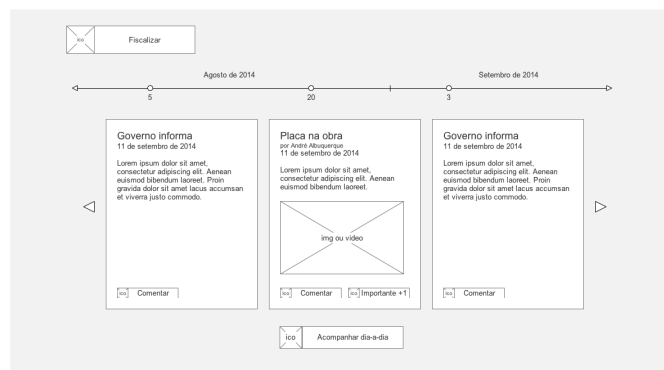 ico Fiscalizar
Agosto de 2014 Setembro de 2014
5 20 3
Governo informa
11 de setembro de 2014
Lorem ipsum dolor sit amet,
consectetur adipiscing elit. Aenean
euismod bibendum laoreet. Proin
gravida dolor sit amet lacus accumsan
et viverra justo commodo.
ico Comentar
Placa na obra
por André Albuquerque
11 de setembro de 2014
Lorem ipsum dolor sit amet,
consectetur adipiscing elit. Aenean
euismod bibendum laoreet.
img ou video
ico Comentar ico Importante +1
Governo informa
11 de setembro de 2014
Lorem ipsum dolor sit amet,
consectetur adipiscing elit. Aenean
euismod bibendum laoreet. Proin
gravida dolor sit amet lacus accumsan
et viverra justo commodo.
ico Comentar
ico Acompanhar dia-a-dia